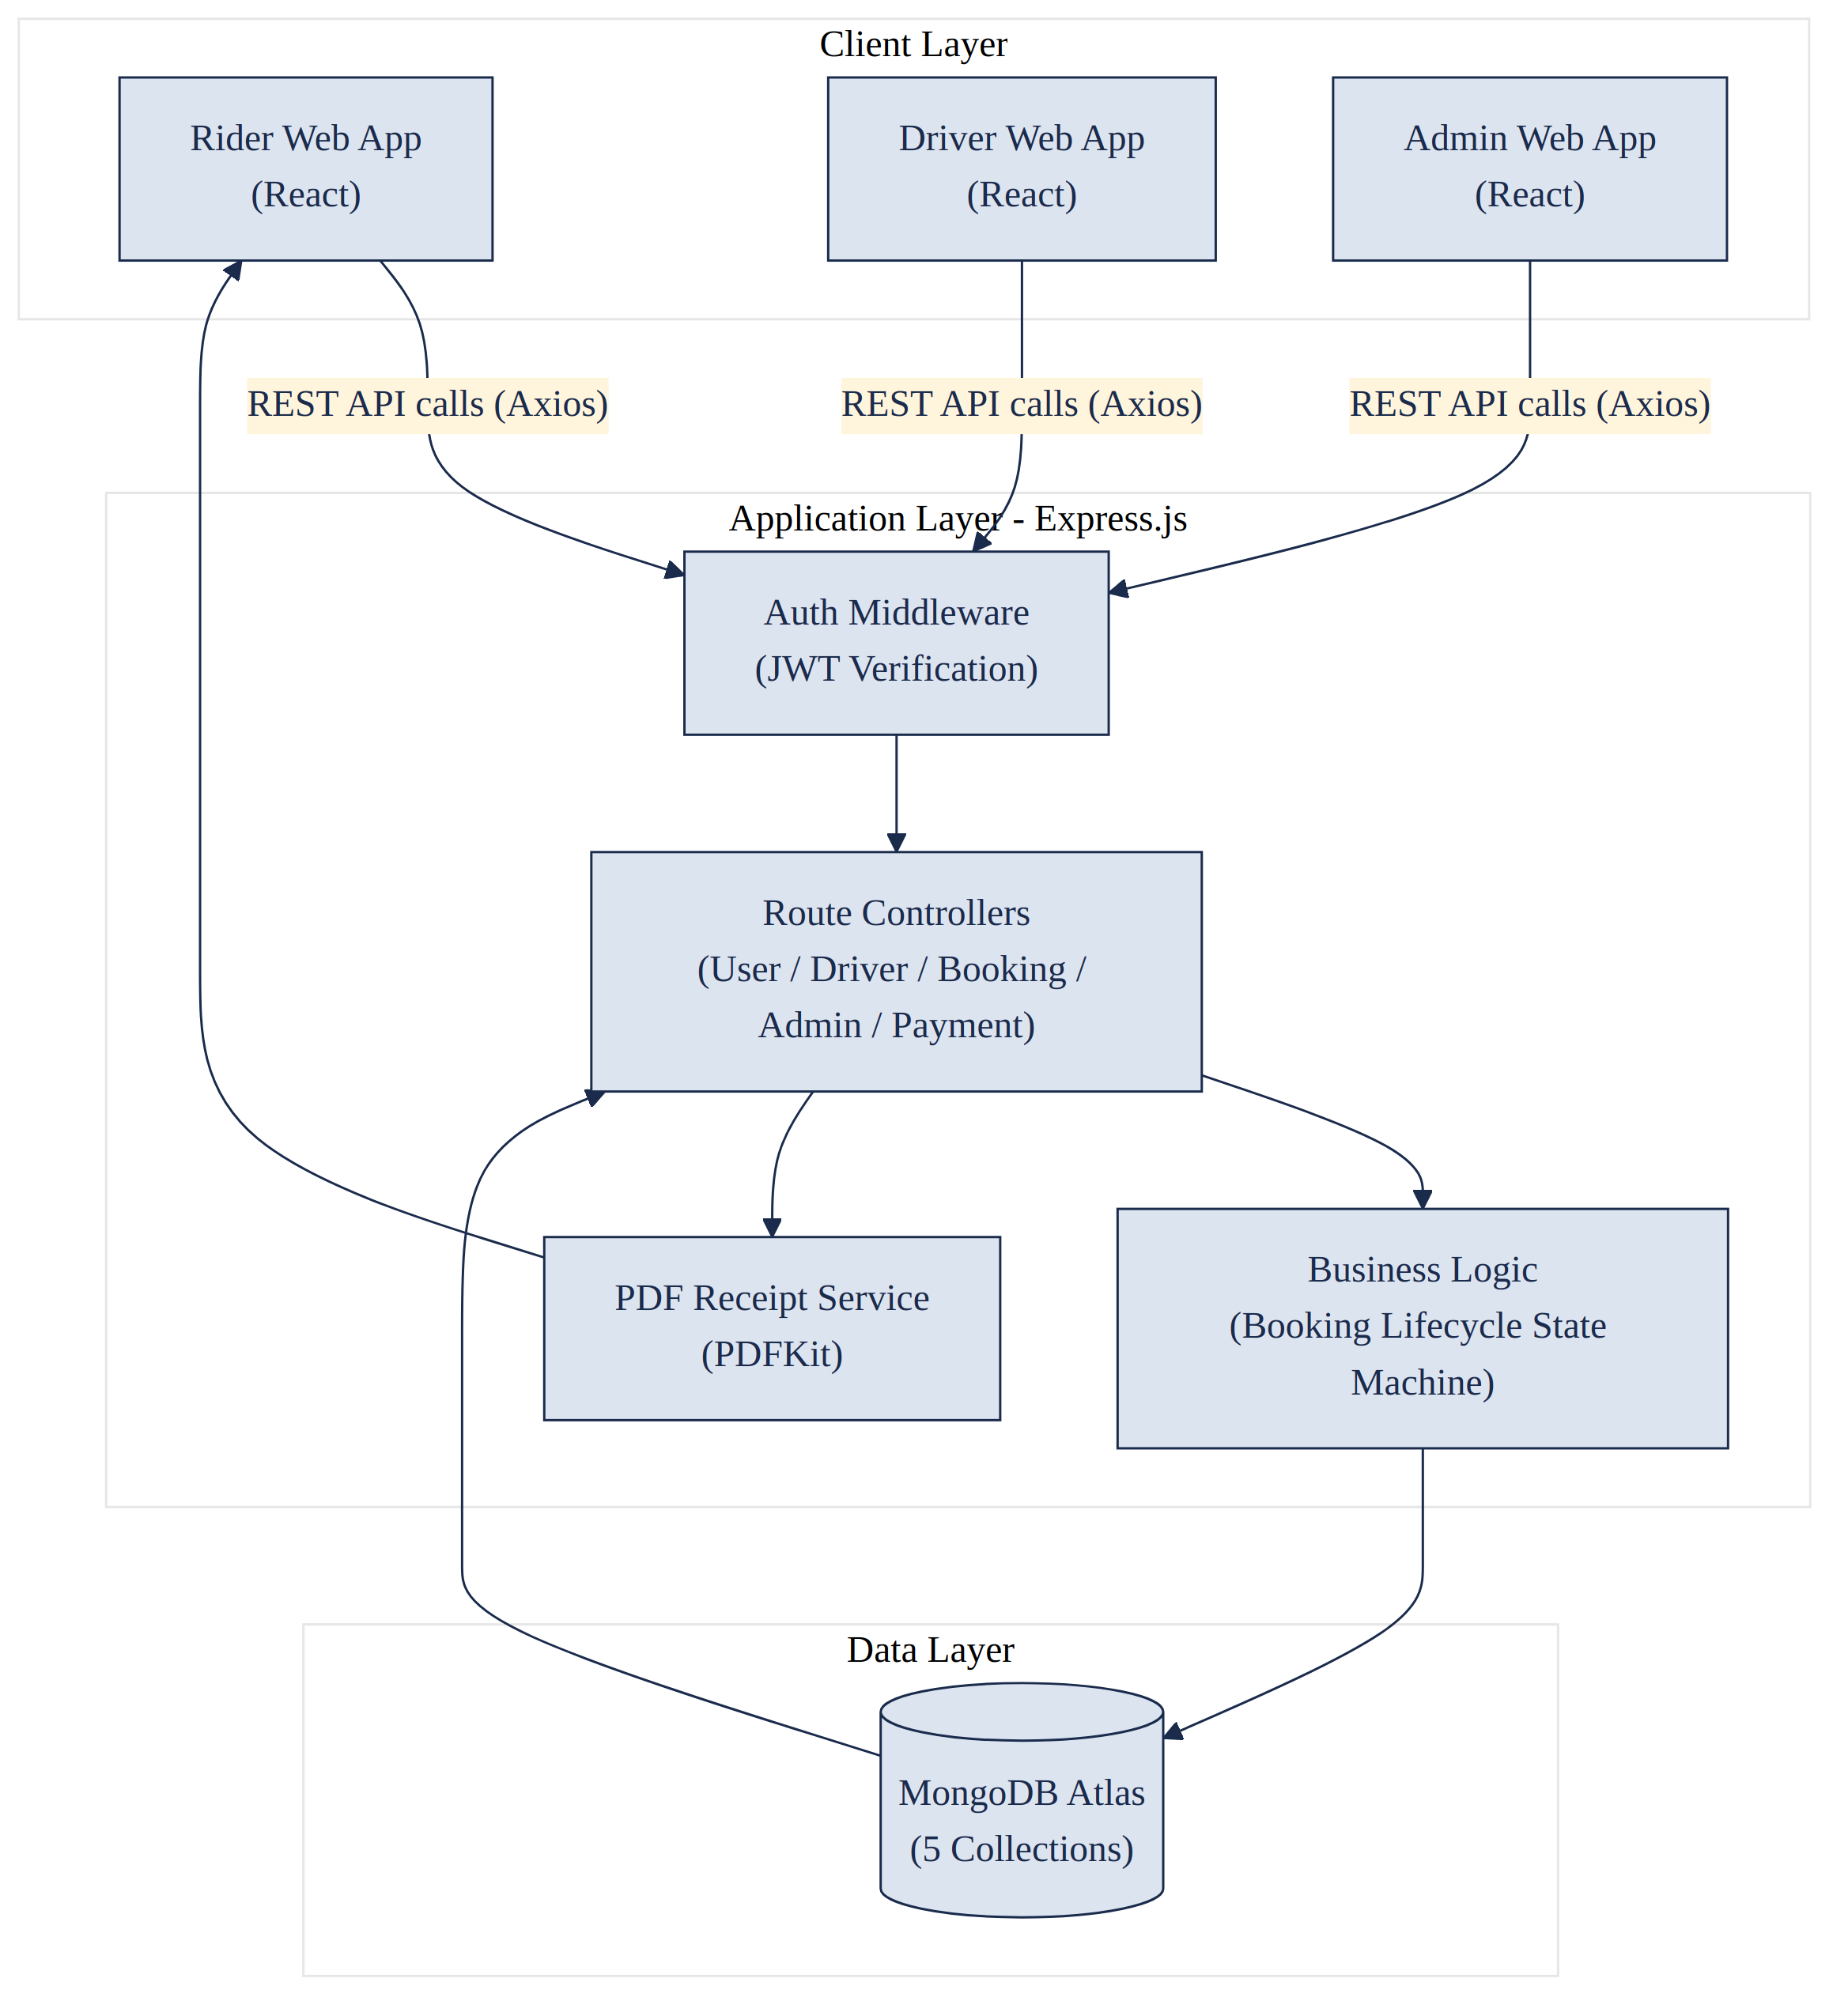 Client Layer
Rider Web App
(React)
Driver Web App
(React)
Admin Web App
(React)
REST API calls (Axios)
REST API calls (Axios)
REST API calls (Axios)
Application Layer - Express.js
Auth Middleware
(JWT Verification)
Route Controllers
(User / Driver / Booking /
Admin / Payment)
PDF Receipt Service
(PDFKit)
Business Logic
(Booking Lifecycle State
Machine)
Data Layer
MongoDB Atlas
(5 Collections)